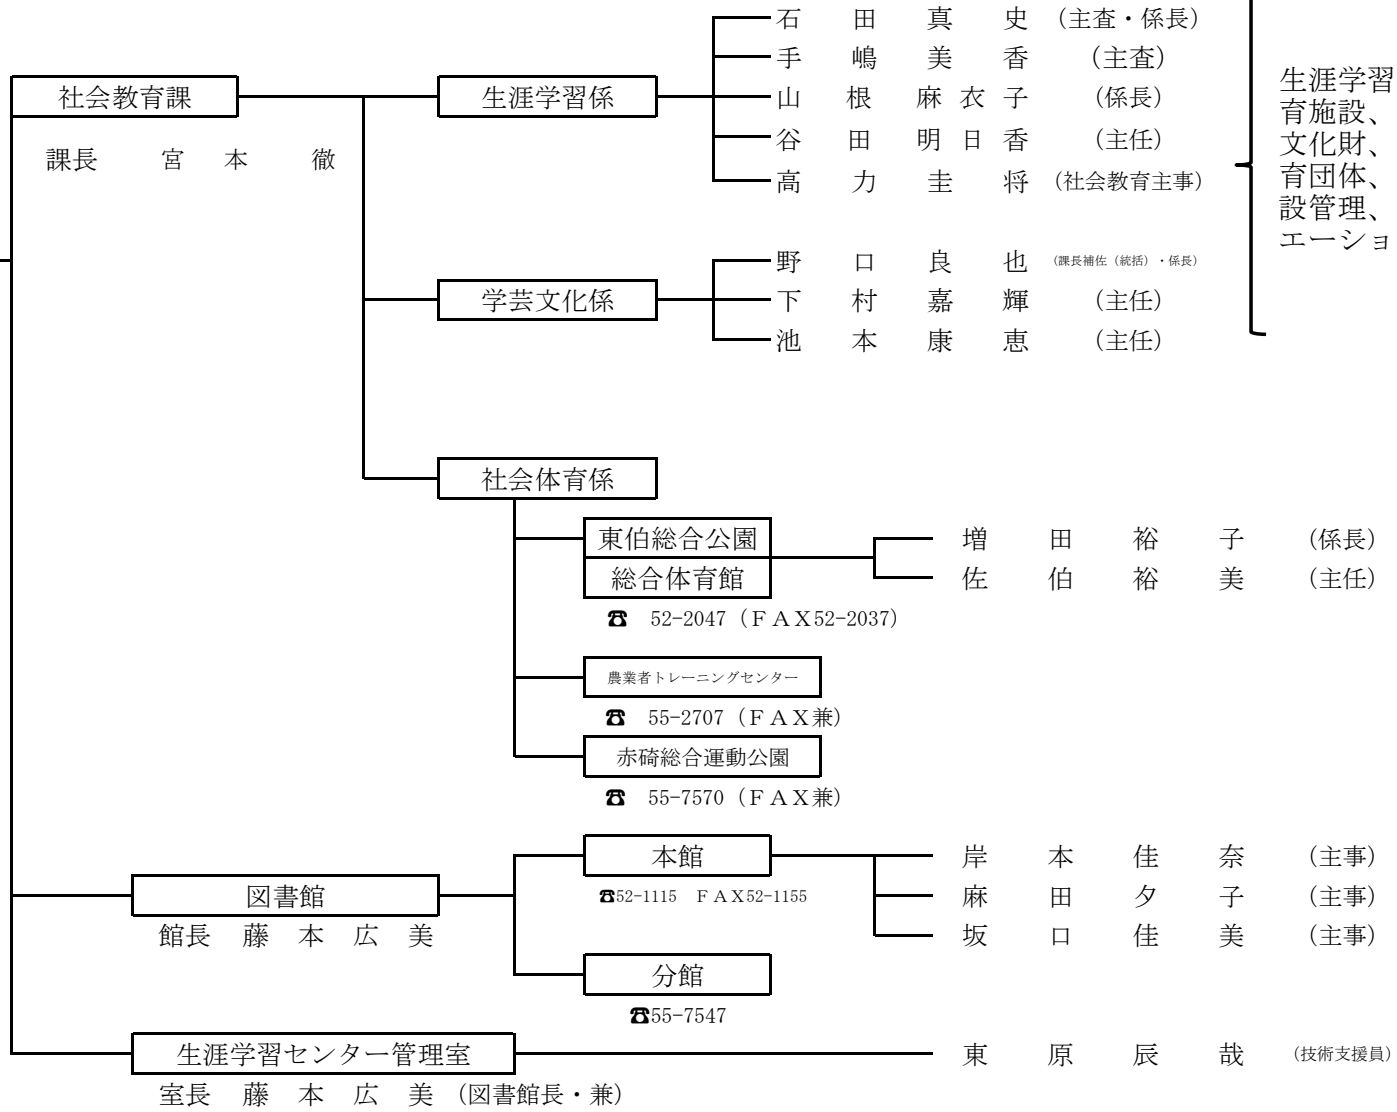 石田真史（主査・係長）
手嶋美香（主査）
社会教育課
生涯学習係
山根麻衣子（係長）
谷田明日香（主任）
課長　宮本　徹
高力圭将（社会教育主事）
生涯学習
育施設、
文化財、
育団体、
設管理、
エーショ
野口良也（課長補佐（統括）・係長）
学芸文化係
下村嘉輝（主任）
池本康恵（主任）
社会体育係
東伯総合公園
総合体育館
増田裕子（係長）
佐伯裕美（主任）
☎　52-2047（ＦＡＸ52-2037）
農業者トレーニングセンター
☎　55-2707（ＦＡＸ兼）
赤碕総合運動公園
☎　55-7570（ＦＡＸ兼）
図書館
館長　藤本広美
本館
☎52-1115　ＦＡＸ52-1155
岸本佳奈（主事）
麻田夕子（主事）
坂口佳美（主事）
分館
☎55-7547
生涯学習センター管理室
東原辰哉（技術支援員）
室長　藤本広美（図書館長・兼）